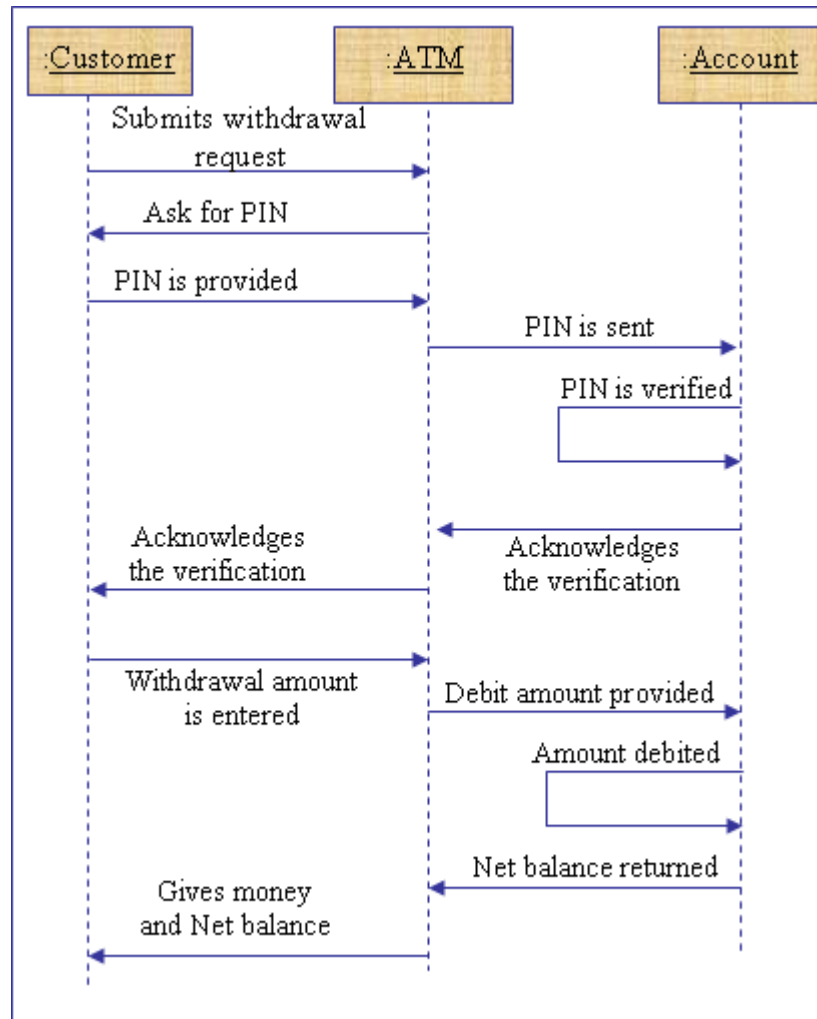 :Customer
:ATM
:Account
Submits withdrawal
request
Ask for PIN
PIN is provided
PIN is sent
PIN is verified
Acknowledges
the verification
Acknowledges
the verification
Withdrawal amount
is entered
Debit amount provided
Amount debited
Net balance returned
Gives money
and Net balance